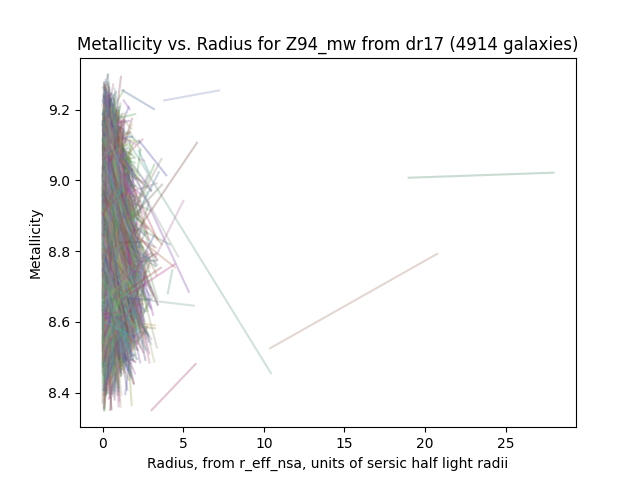 Metallicity vs. Radius for Z94_mw from dr17 (4914 galaxies)
9.2
9.0
8.8
8.6
8.4
Metallicity
0 5 10 15 20 25
Radius, from r_eff_nsa, units of sersic half light radii